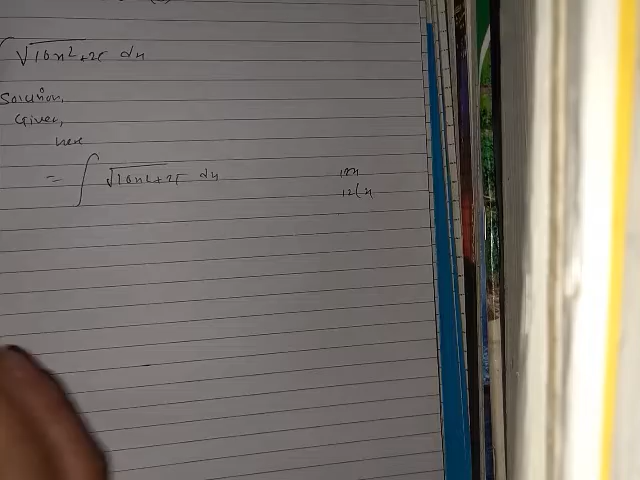 ∫ √16x²+25 dx
Solution,
Given,
here
= ∫ √16x²+25 dx